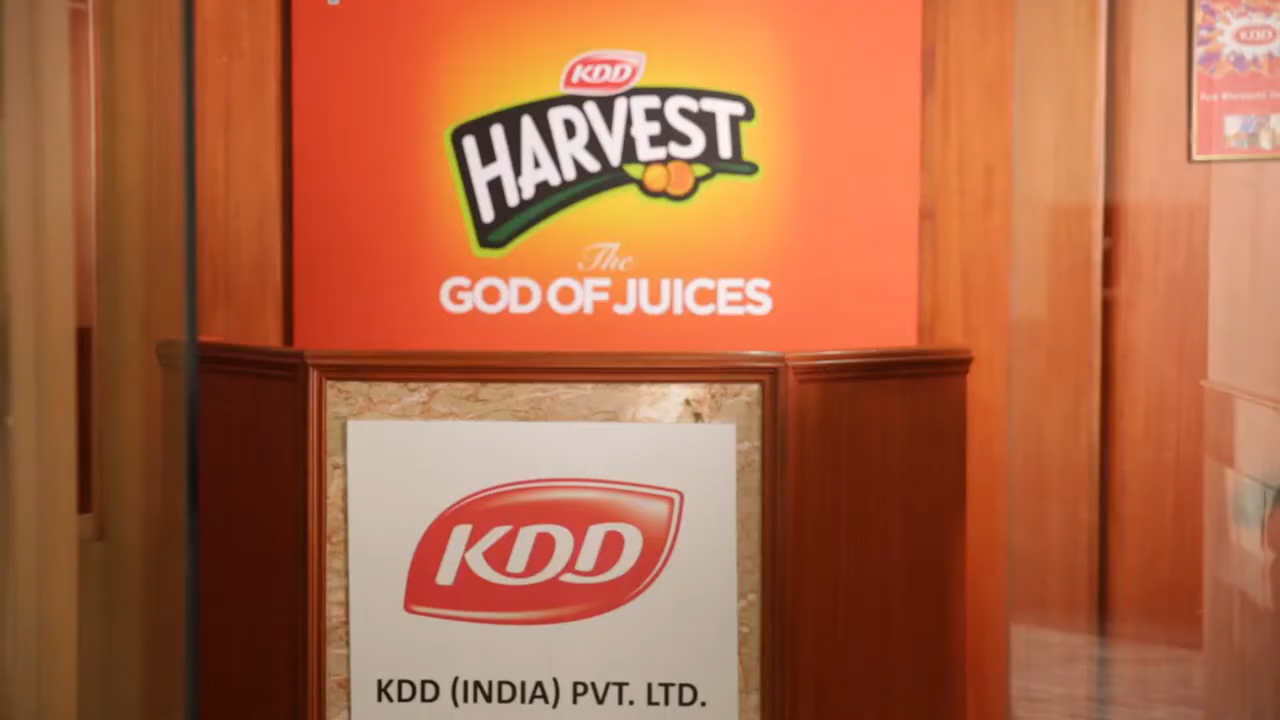 KDD
HARVEST
The
GOD OF JUICES
KDD
KDD
KDD (INDIA) PVT. LTD.